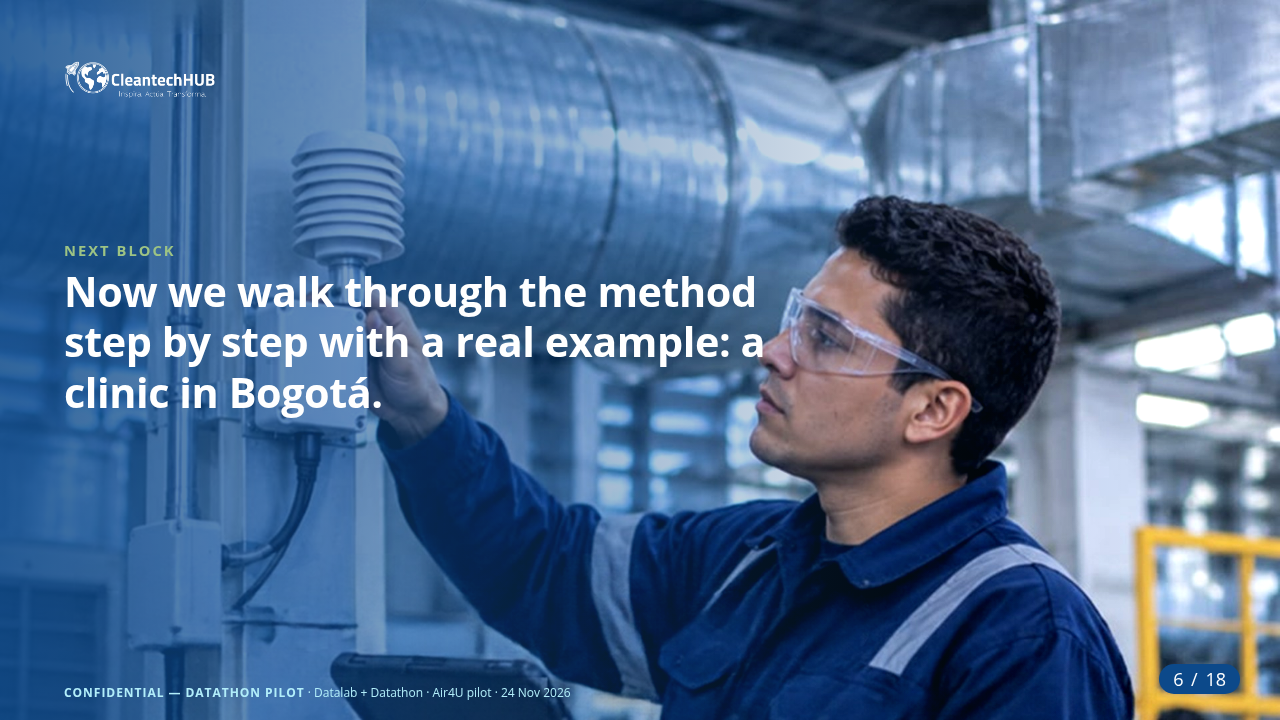 CleantechHUB
Inspira. Actúa. Transforma.
NEXT BLOCK
Now we walk through the method
step by step with a real example: a
clinic in Bogotá.
CONFIDENTIAL — DATATHON PILOT · Datalab + Datathon · Air4U pilot · 24 Nov 2026
6 / 18